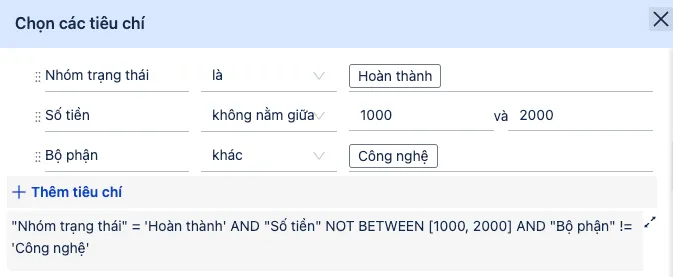 Chọn các tiêu chí
Nhóm trạng thái là Hoàn thành
Số tiền không nằm giữa 1000 và 2000
Bộ phận khác Công nghệ
+ Thêm tiêu chí
"Nhóm trạng thái" = 'Hoàn thành' AND "Số tiền" NOT BETWEEN [1000, 2000] AND "Bộ phận" !=
'Công nghệ'